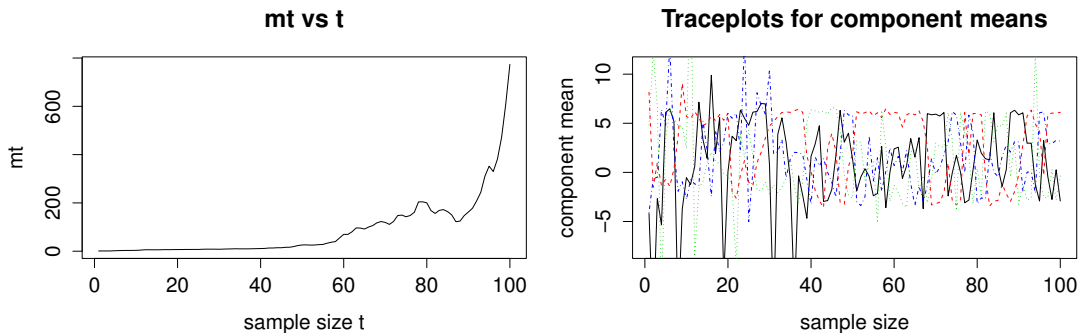 mt vs t
mt
0 200 600
0 20 40 60 80 100
sample size t
Traceplots for component means
component mean
-5 0 5 10
0 20 40 60 80 100
sample size